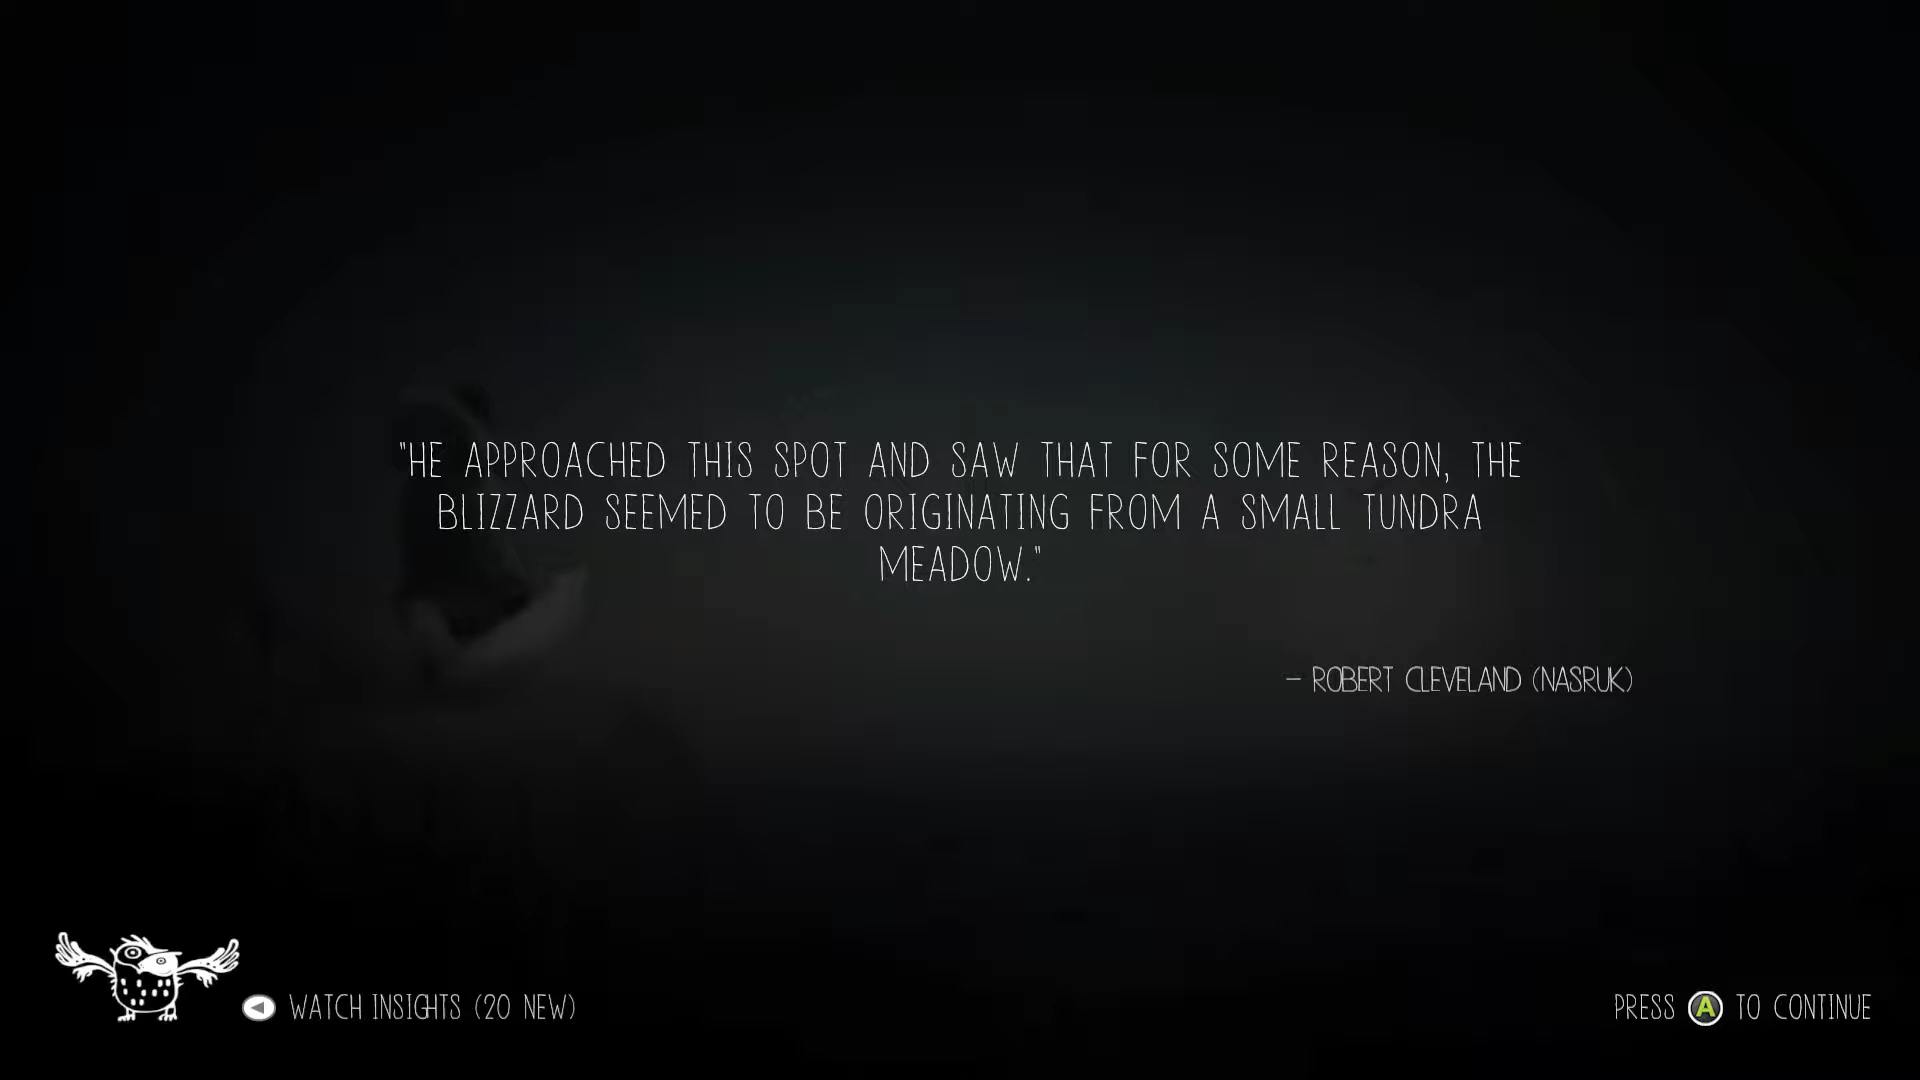 "HE APPROACHED THIS SPOT AND SAW THAT FOR SOME REASON, THE
BLIZZARD SEEMED TO BE ORIGINATING FROM A SMALL TUNDRA
MEADOW."
- ROBERT CLEVELAND (NASRUK)
WATCH INSIGHTS (20 NEW)
PRESS A TO CONTINUE